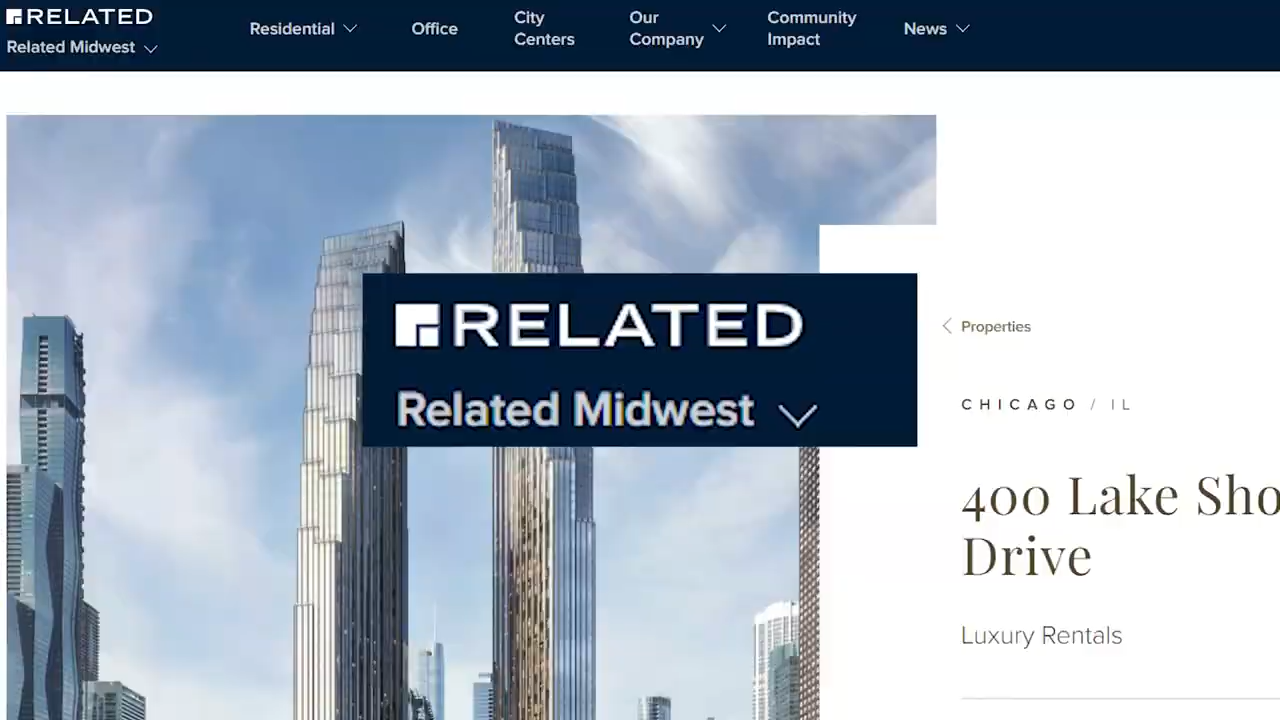 RELATED
Related Midwest
Residential
Office
City
Centers
Our
Company
Community
Impact
News
RELATED
Related Midwest
Properties
CHICAGO / IL
400 Lake Sho
Drive
Luxury Rentals